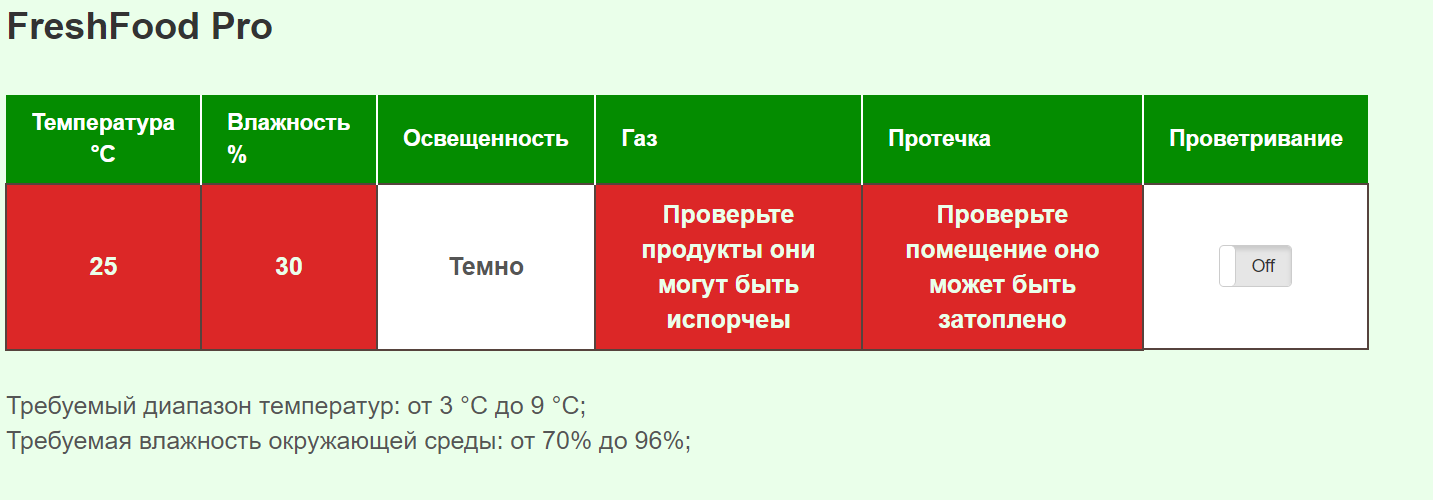 FreshFood Pro
Температура
°C
Влажность
%
Освещенность
Газ
Протечка
Проветривание
25
30
Темно
Проверьте
продукты они
могут быть
испорчеы
Проверьте
помещение оно
может быть
затоплено
Off
Требуемый диапазон температур: от 3 °C до 9 °C;
Требуемая влажность окружающей среды: от 70% до 96%;